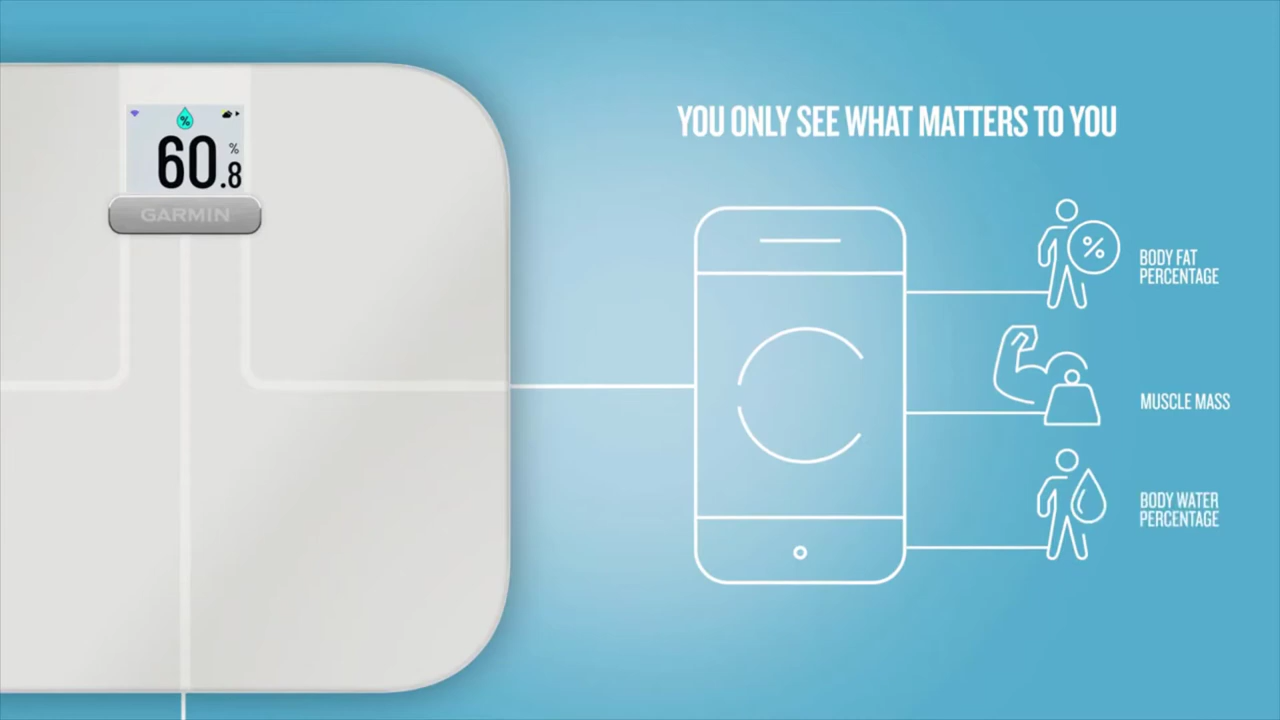 %
60.8
%
GARMIN
YOU ONLY SEE WHAT MATTERS TO YOU
%
BODY FAT
PERCENTAGE
MUSCLE MASS
BODY WATER
PERCENTAGE